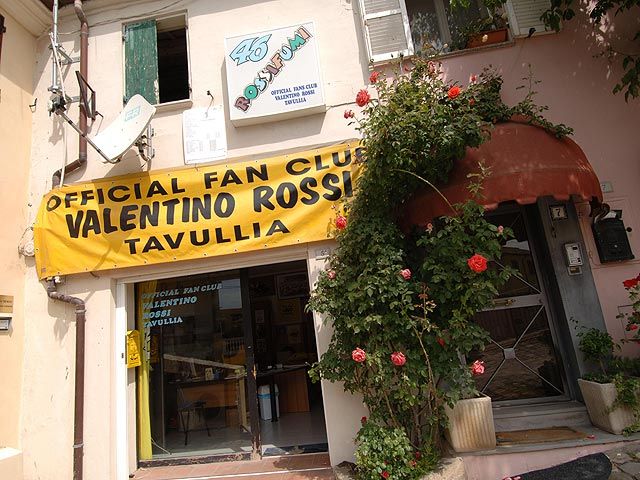 46
ROSSIFUMI
OFFICIAL FANS CLUB
VALENTINO ROSSI
TAVULLIA
OFFICIAL FAN CLUB
VALENTINO ROSSI
TAVULLIA
OFFICIAL FAN CLUB
VALENTINO
ROSSI
TAVULLIA
7